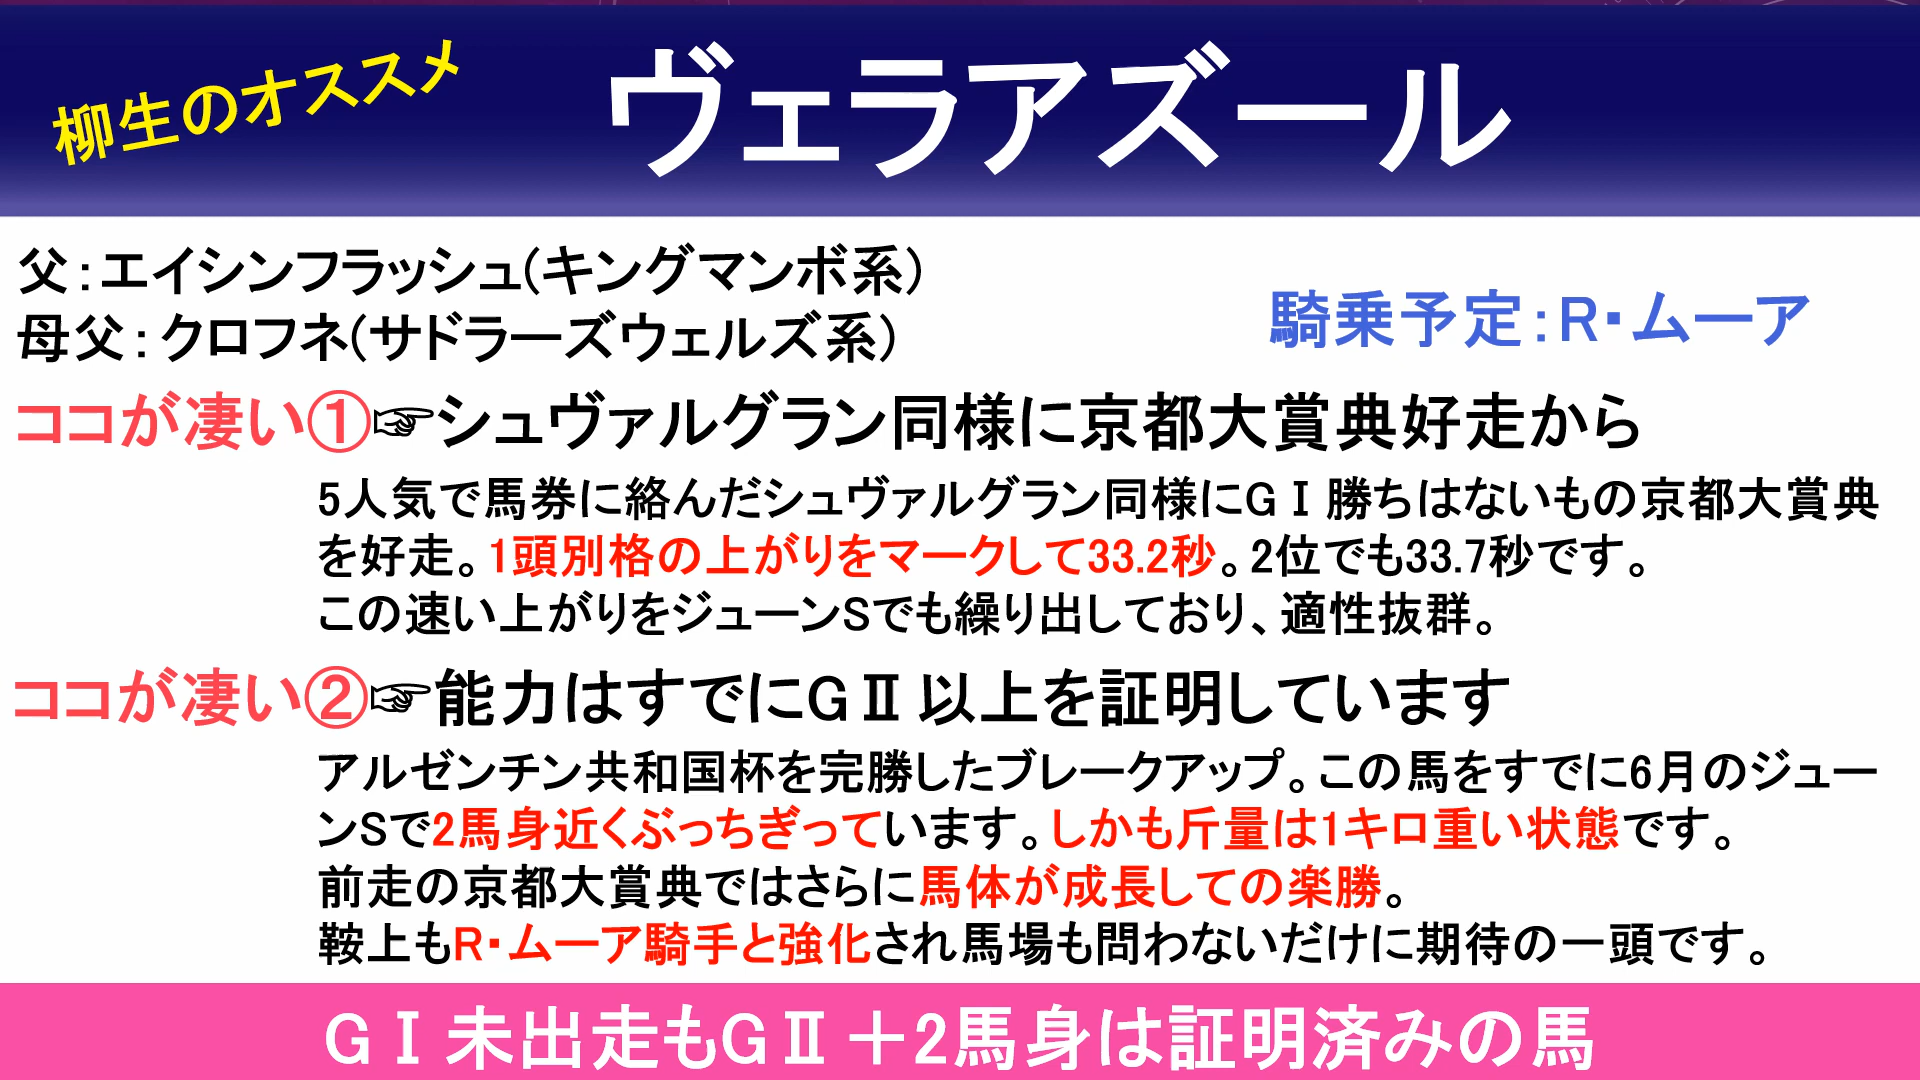 柳生のオススメ
ヴェラアズール
父：エイシンフラッシュ(キングマンボ系)
母父：クロフネ(サドラーズウェルズ系)
騎乗予定：R・ムーア
ココが凄い①☞シュヴァルグラン同様に京都大賞典好走から
5人気で馬券に絡んだシュヴァルグラン同様にGⅠ勝ちはないもの京都大賞典
を好走。1頭別格の上がりをマークして33.2秒。2位でも33.7秒です。
この速い上がりをジューンSでも繰り出しており、適性抜群。
ココが凄い②☞能力はすでにGⅡ以上を証明しています
アルゼンチン共和国杯を完勝したブレークアップ。この馬をすでに6月のジュー
ンSで2馬身近くぶっちぎっています。しかも斤量は1キロ重い状態です。
前走の京都大賞典ではさらに馬体が成長しての楽勝。
鞍上もR・ムーア騎手と強化され馬場も問わないだけに期待の一頭です。
GⅠ未出走もGⅡ＋2馬身は証明済みの馬